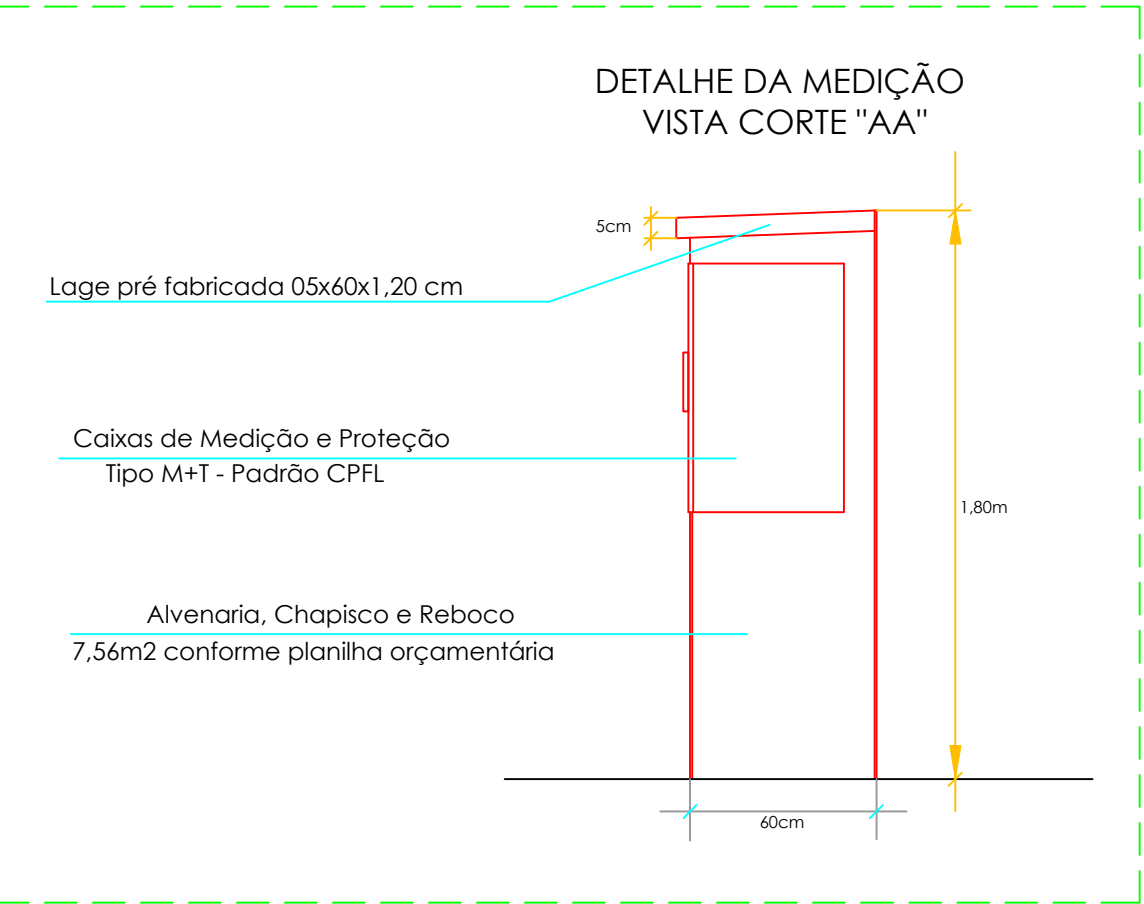 DETALHE DA MEDIÇÃO
VISTA CORTE "AA"
5cm
Lage pré fabricada 05x60x1,20 cm
Caixas de Medição e Proteção
Tipo M+T - Padrão CPFL
1,80m
Alvenaria, Chapisco e Reboco
7,56m2 conforme planilha orçamentária
60cm